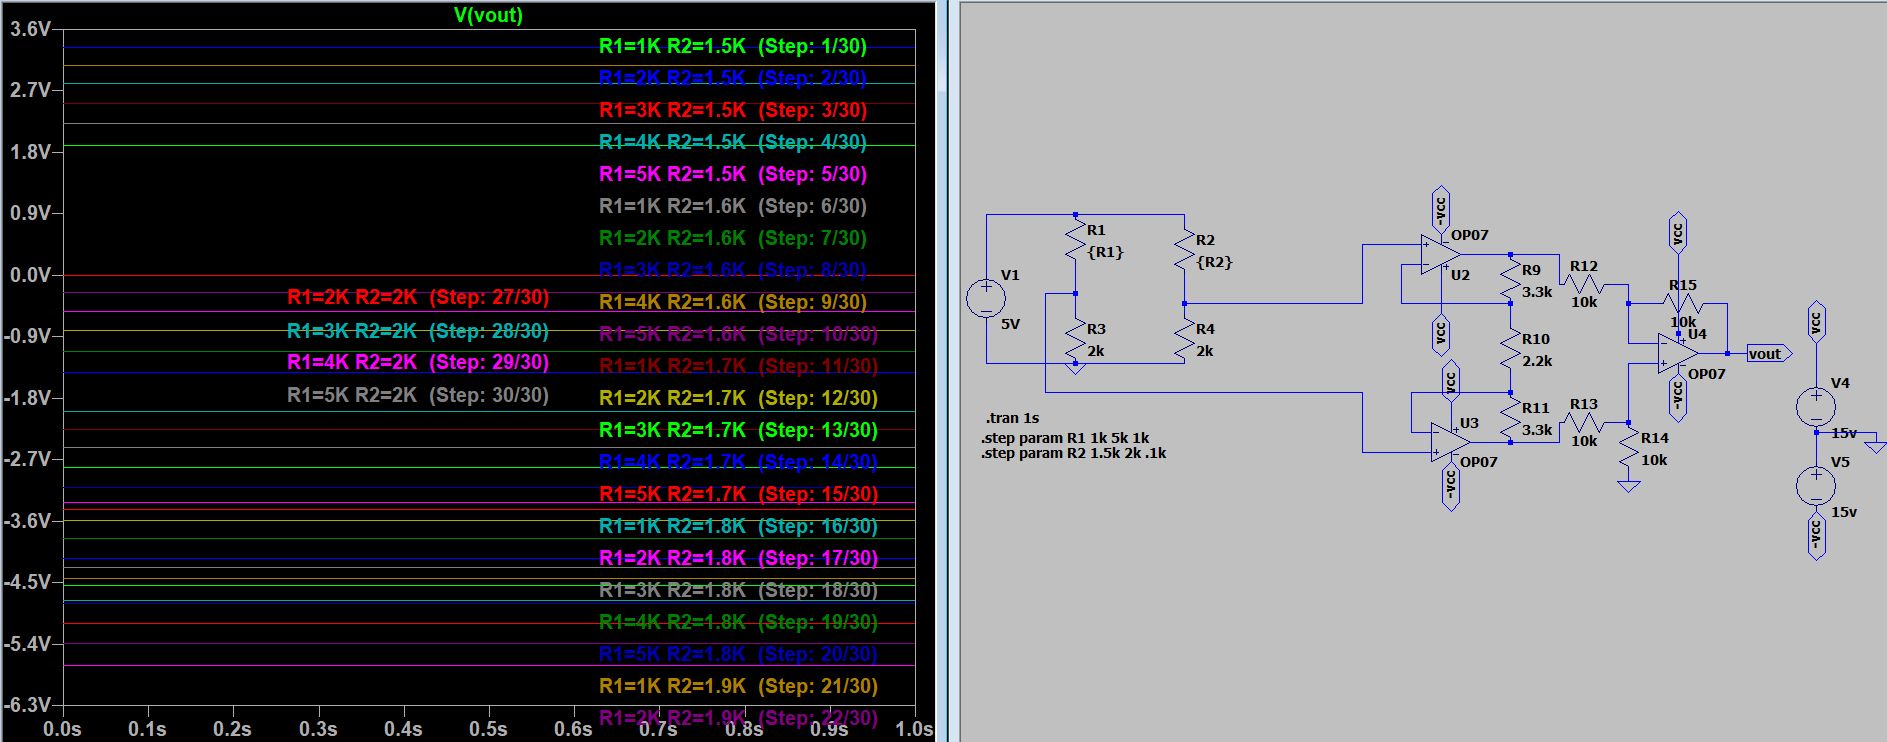 V(vout)
3.6V
2.7V
1.8V
0.9V
0.0V
-0.9V
-1.8V
-2.7V
-3.6V
-4.5V
-5.4V
-6.3V
0.0s
0.1s
0.2s
0.3s
0.4s
0.5s
0.6s
0.7s
0.8s
0.9s
1.0s
R1=1K R2=1.5K (Step: 1/30)
R1=2K R2=1.5K (Step: 2/30)
R1=3K R2=1.5K (Step: 3/30)
R1=4K R2=1.5K (Step: 4/30)
R1=5K R2=1.5K (Step: 5/30)
R1=1K R2=1.6K (Step: 6/30)
R1=2K R2=1.6K (Step: 7/30)
R1=3K R2=1.6K (Step: 8/30)
R1=4K R2=1.6K (Step: 9/30)
R1=5K R2=1.6K (Step: 10/30)
R1=1K R2=1.7K (Step: 11/30)
R1=2K R2=1.7K (Step: 12/30)
R1=3K R2=1.7K (Step: 13/30)
R1=4K R2=1.7K (Step: 14/30)
R1=5K R2=1.7K (Step: 15/30)
R1=1K R2=1.8K (Step: 16/30)
R1=2K R2=1.8K (Step: 17/30)
R1=3K R2=1.8K (Step: 18/30)
R1=4K R2=1.8K (Step: 19/30)
R1=5K R2=1.8K (Step: 20/30)
R1=1K R2=1.9K (Step: 21/30)
R1=2K R2=1.9K (Step: 22/30)
R1=2K R2=2K (Step: 27/30)
R1=3K R2=2K (Step: 28/30)
R1=4K R2=2K (Step: 29/30)
R1=5K R2=2K (Step: 30/30)
V1
5V
R1
{R1}
R2
{R2}
R3
2k
R4
2k
.tran 1s
.step param R1 1k 5k 1k
.step param R2 1.5k 2k .1k
-vcc
OP07
U2
vcc
vcc
U3
OP07
-vcc
R9
3.3k
R10
2.2k
R11
3.3k
R12
10k
R13
10k
R14
10k
vcc
R15
10k
U4
OP07
-vcc
vout
vcc
V4
15v
V5
15v
-vcc